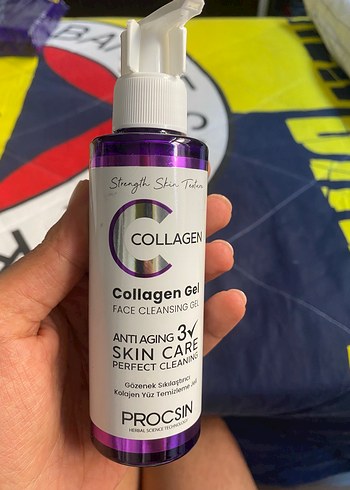 Strength Skin Texture
COLLAGEN
Collagen Gel
FACE CLEANSING GEL
ANTI AGING 3✓
SKIN CARE
PERFECT CLEANING
Gözenek Sıkılaştırıcı
Kolajen Yüz Temizleme Jeli
PROCSIN
HERBAL SCIENCE TECHNOLOGY